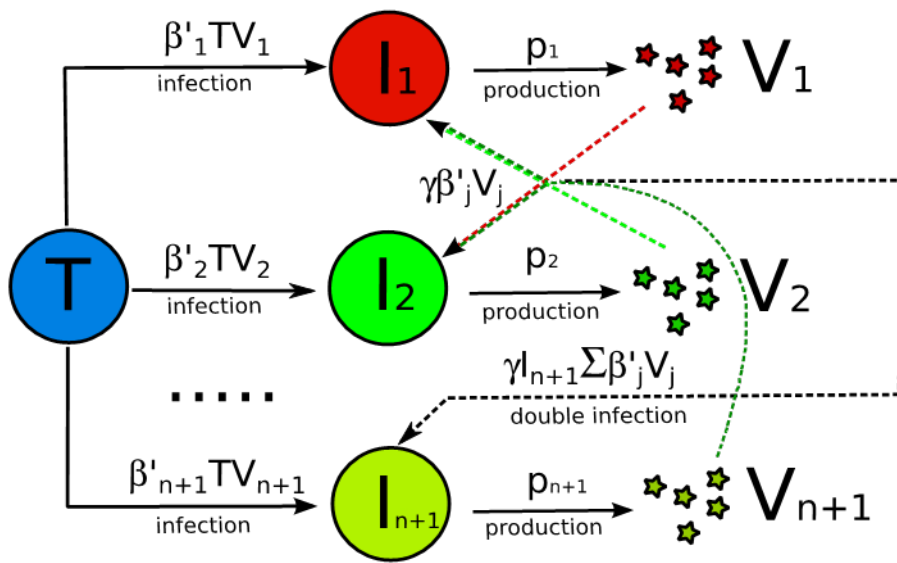 β'₁TV₁
infection
I₁
p₁
production
V₁
γβ'ⱼVⱼ
T
β'₂TV₂
infection
I₂
p₂
production
V₂
γIₙ₊₁Σβ'ⱼVⱼ
double infection
.....
β'ₙ₊₁TVₙ₊₁
infection
Iₙ₊₁
pₙ₊₁
production
Vₙ₊₁